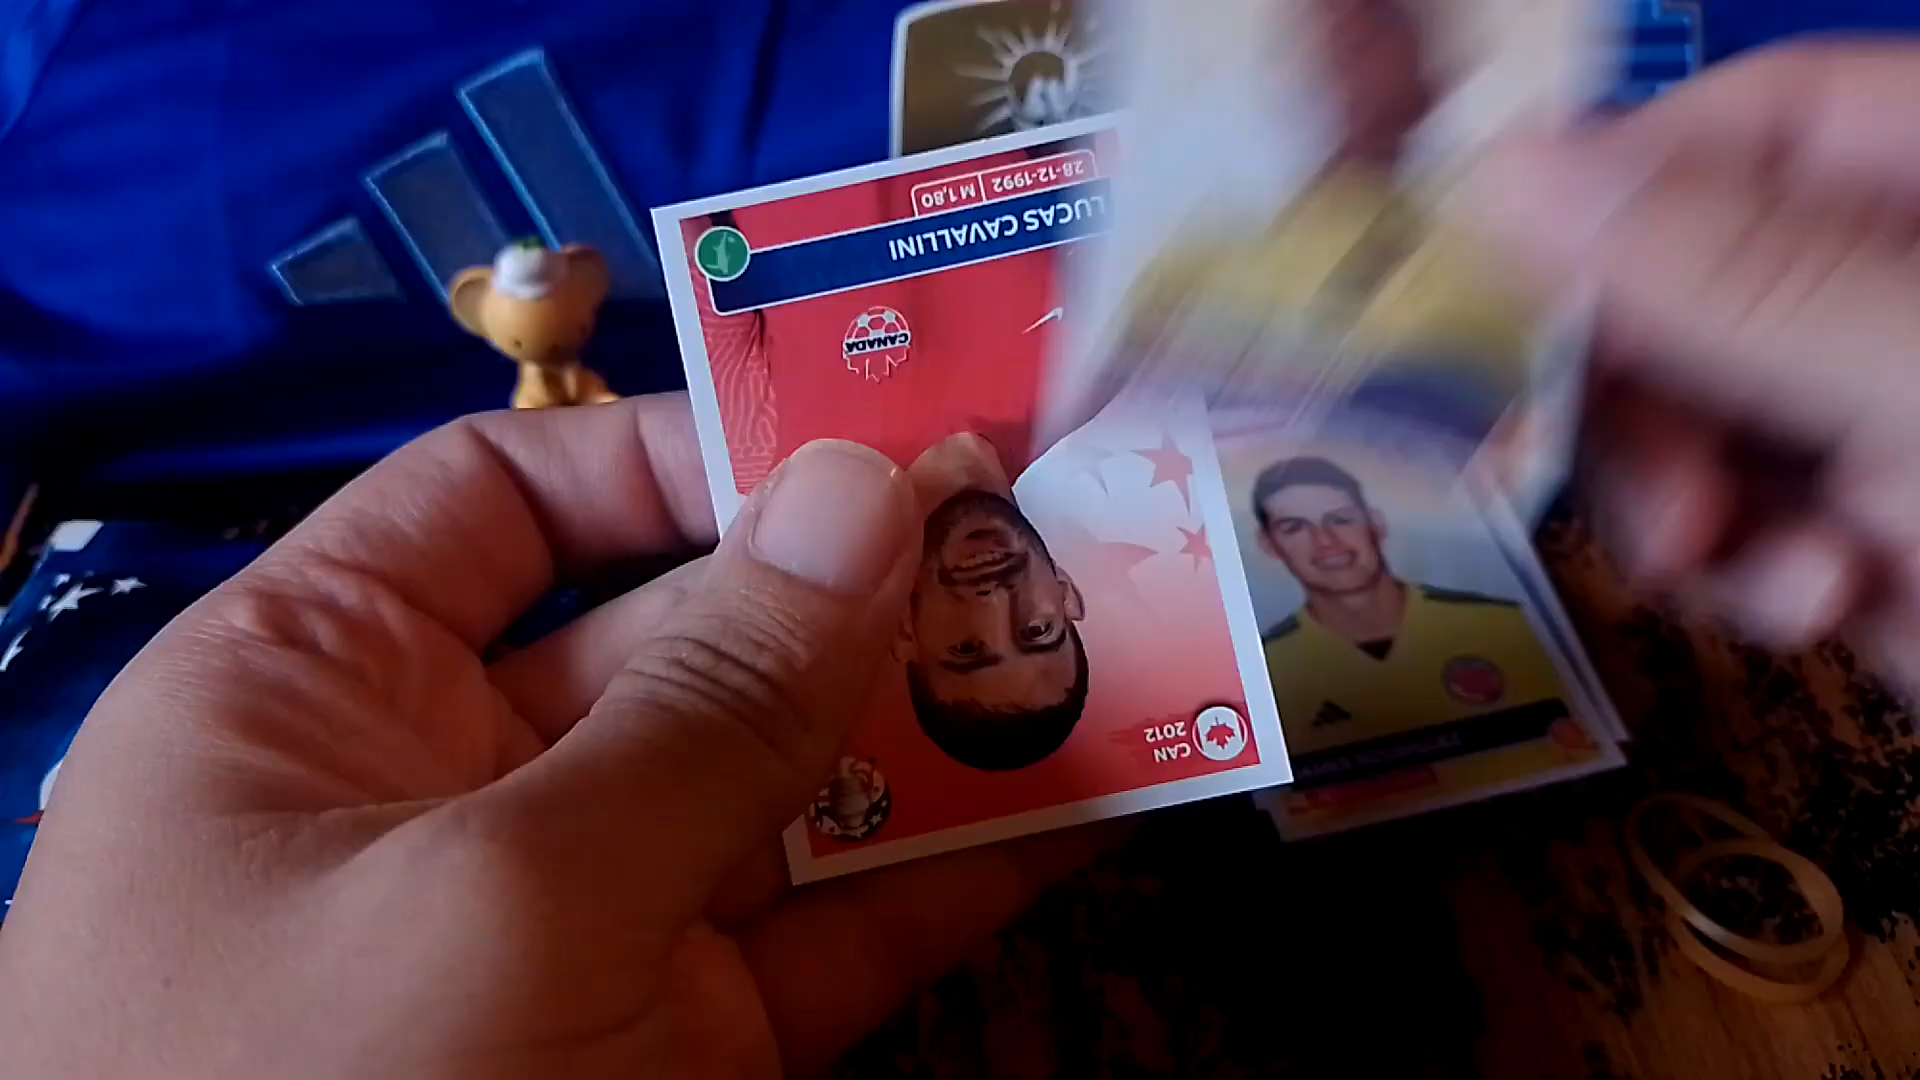 CAN
2012
CANADA
LUCAS CAVALLINI
28-12-1992 | M 1,80